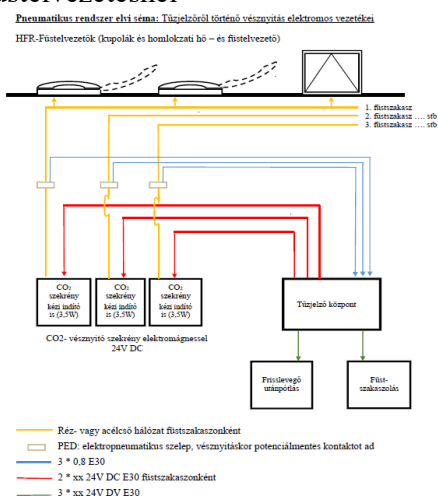 Pneumatikus rendszer elvi séma: Tűzjelzőről történő vésznyitás elektromos vezetékei
HFR-Füstelvezetők (kupolák és homlokzati hő – és füstelvezető)
1. füstszakasz
2. füstszakasz …. stb
3. füstszakasz …. stb
CO₂
szekrény
kézi indító
is (3,5W)
CO₂
szekrény
kézi indító
is (3,5W)
CO₂
szekrény
kézi indító
is (3,5W)
Tűzjelző központ
CO2- vésznyitó szekrény elektromágnessel
24V DC
Frisslevegő
utánpótlás
Füst-
szakaszolás
Réz- vagy acélcső hálózat füstszakaszonként
PED: elektropneumatikus szelep, vésznyitáskor potenciálmentes kontaktot ad
3 * 0,8 E30
2 * xx 24V DC E30 füstszakaszonként
3 * xx 24V DV E30